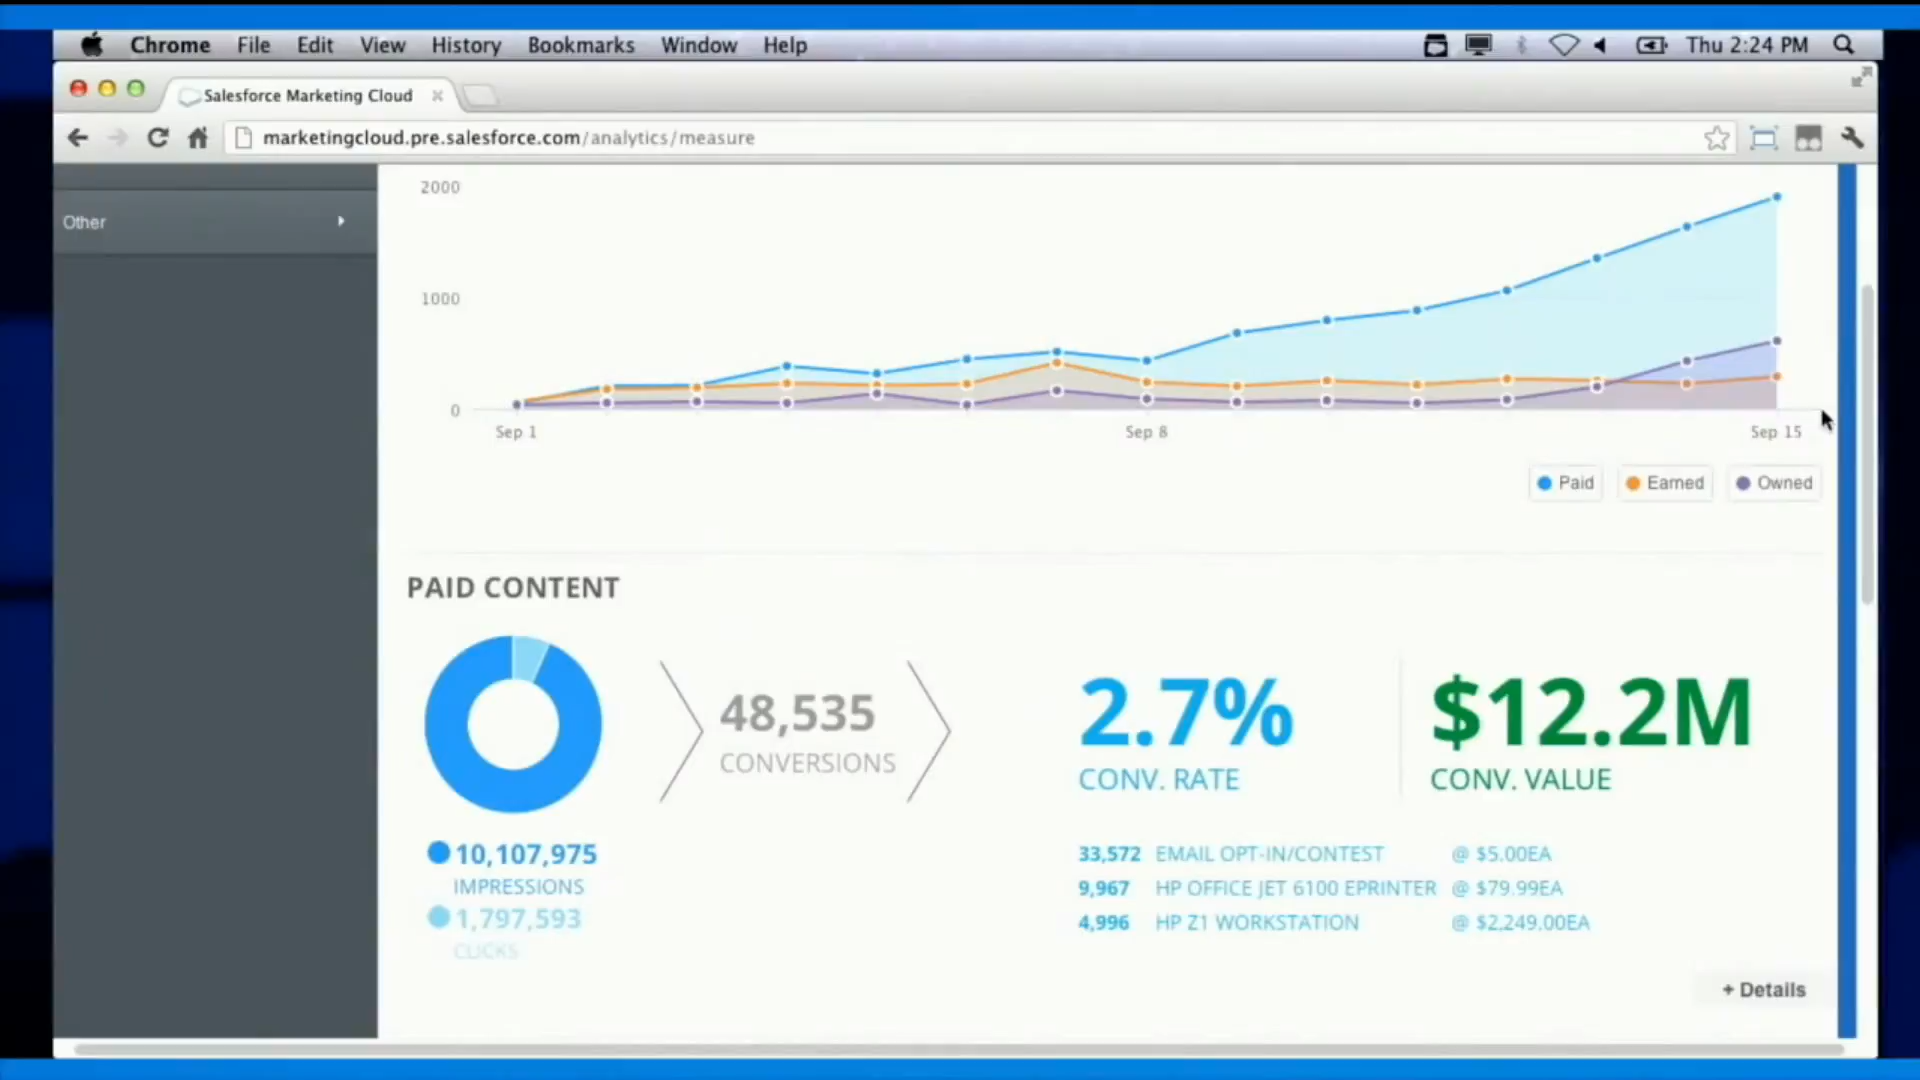 Chrome File Edit View History Bookmarks Window Help Thu 2:24 PM
Salesforce Marketing Cloud
marketingcloud.pre.salesforce.com/analytics/measure
Other
2000
1000
0
Sep 1 Sep 8 Sep 15
Paid Earned Owned
PAID CONTENT
48,535
CONVERSIONS
2.7%
CONV. RATE
$12.2M
CONV. VALUE
10,107,975
IMPRESSIONS
1,797,593
CLICKS
33,572 EMAIL OPT-IN/CONTEST @ $5.00EA
9,967 HP OFFICE JET 6100 EPRINTER @ $79.99EA
4,996 HP Z1 WORKSTATION @ $2,249.00EA
+ Details